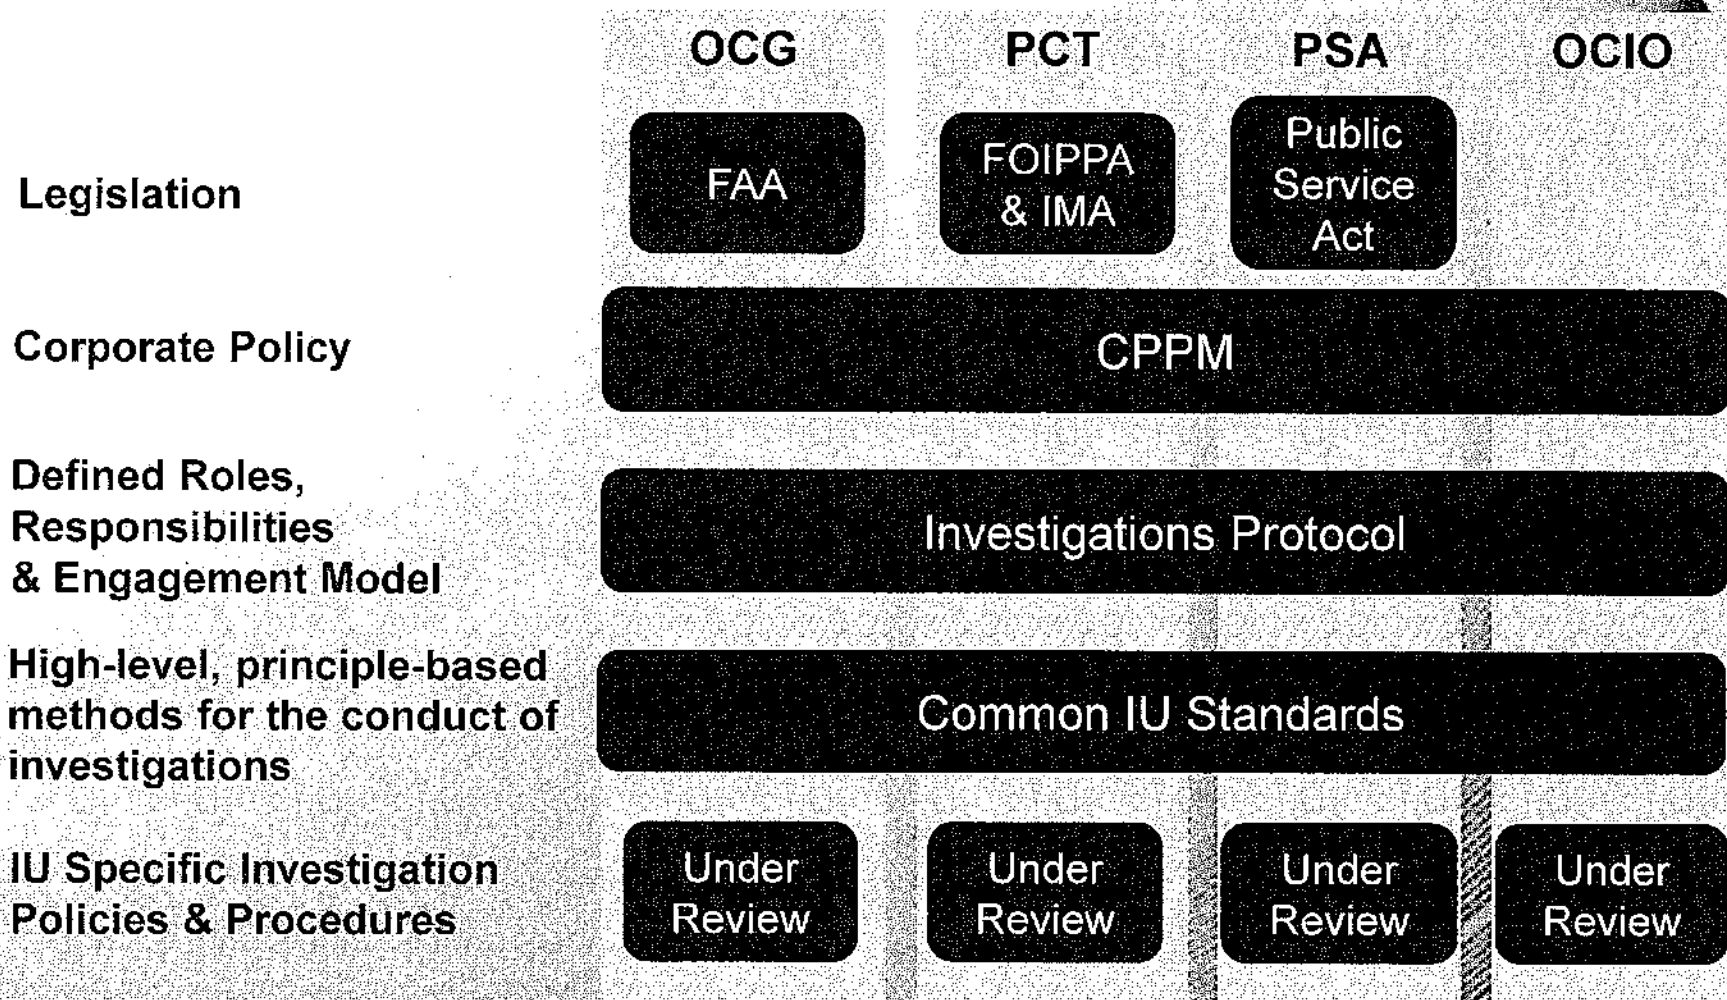 OCG PCT PSA OCIO
Legislation
FAA
FOIPPA
& IMA
Public
Service
Act
Corporate Policy
CPPM
Defined Roles,
Responsibilities
& Engagement Model
Investigations Protocol
High-level, principle-based
methods for the conduct of
investigations
Common IU Standards
IU Specific Investigation
Policies & Procedures
Under
Review
Under
Review
Under
Review
Under
Review